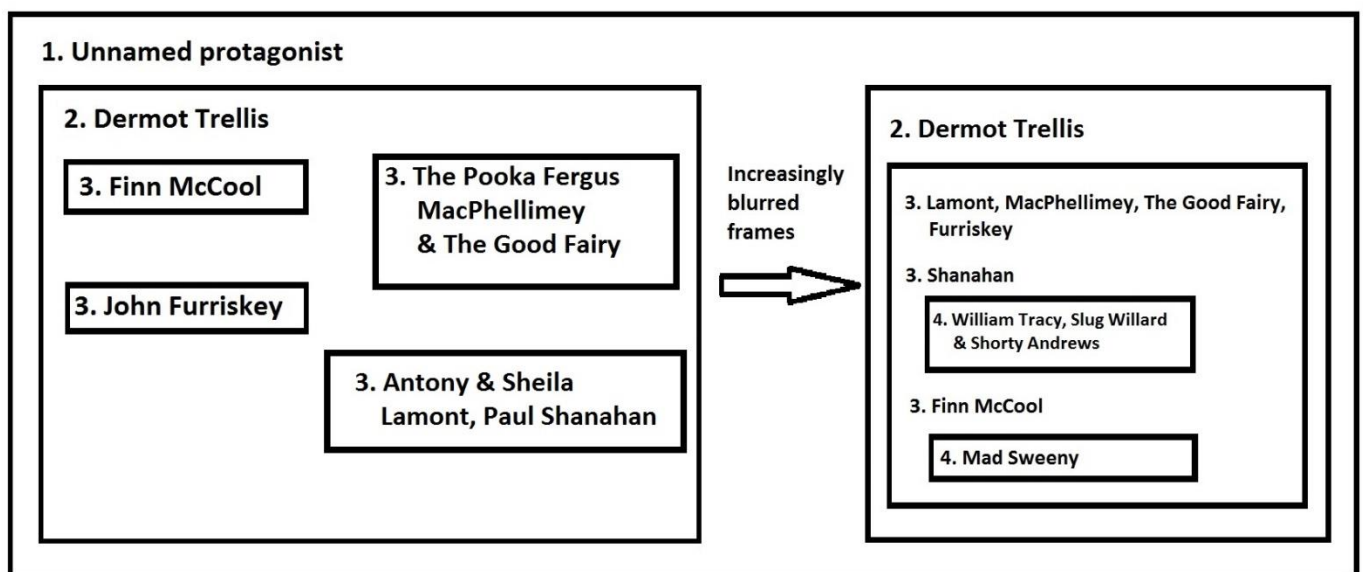 1. Unnamed protagonist
2. Dermot Trellis
3. Finn McCool
3. The Pooka Fergus
MacPhellimey
& The Good Fairy
3. John Furriskey
3. Antony & Sheila
Lamont, Paul Shanahan
Increasingly
blurred
frames
2. Dermot Trellis
3. Lamont, MacPhellimey, The Good Fairy,
Furriskey
3. Shanahan
4. William Tracy, Slug Willard
& Shorty Andrews
3. Finn McCool
4. Mad Sweeny